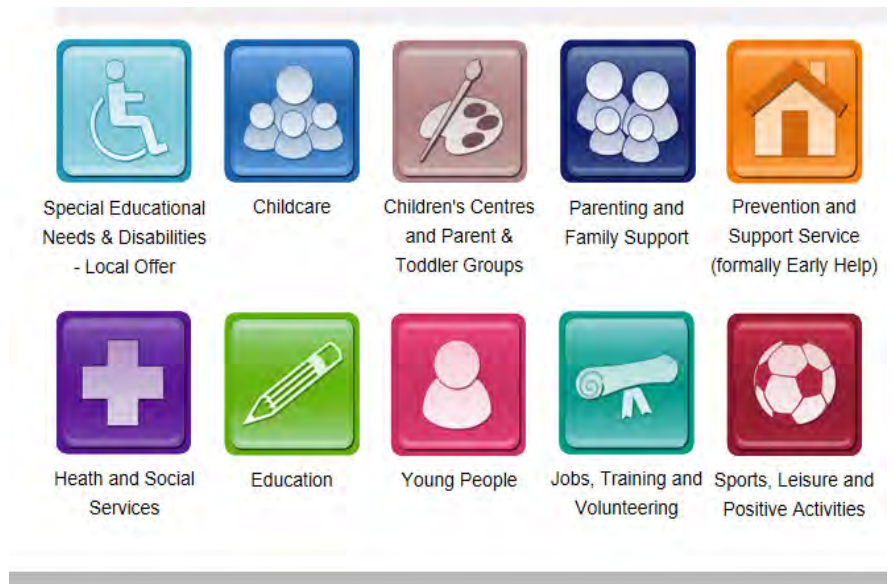 Special Educational
Needs & Disabilities
- Local Offer
Childcare
Children's Centres
and Parent &
Toddler Groups
Parenting and
Family Support
Prevention and
Support Service
(formally Early Help)
Heath and Social
Services
Education
Young People
Jobs, Training and
Volunteering
Sports, Leisure and
Positive Activities